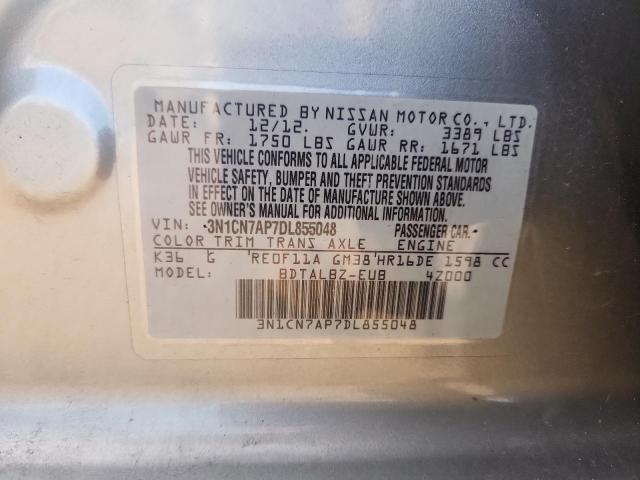 MANUFACTURED BY NISSAN MOTOR CO., LTD.
DATE: 12/12. GVWR: 3389 LBS
GAWR FR: 1750 LBS GAWR RR: 1671 LBS
THIS VEHICLE CONFORMS TO ALL APPLICABLE FEDERAL MOTOR
VEHICLE SAFETY, BUMPER AND THEFT PREVENTION STANDARDS
IN EFFECT ON THE DATE OF MANUFACTURE SHOWN ABOVE.
SEE OWNER'S MANUAL FOR ADDITIONAL INFORMATION.
VIN: •3N1CN7AP7DL855048 PASSENGER CAR.•
COLOR TRIM TRANS AXLE ENGINE
K36 G 'RE0F11A GM38'HR16DE 1598 CC
MODEL: BDTALBZ-EUB 4Z000
3N1CN7AP7DL855048